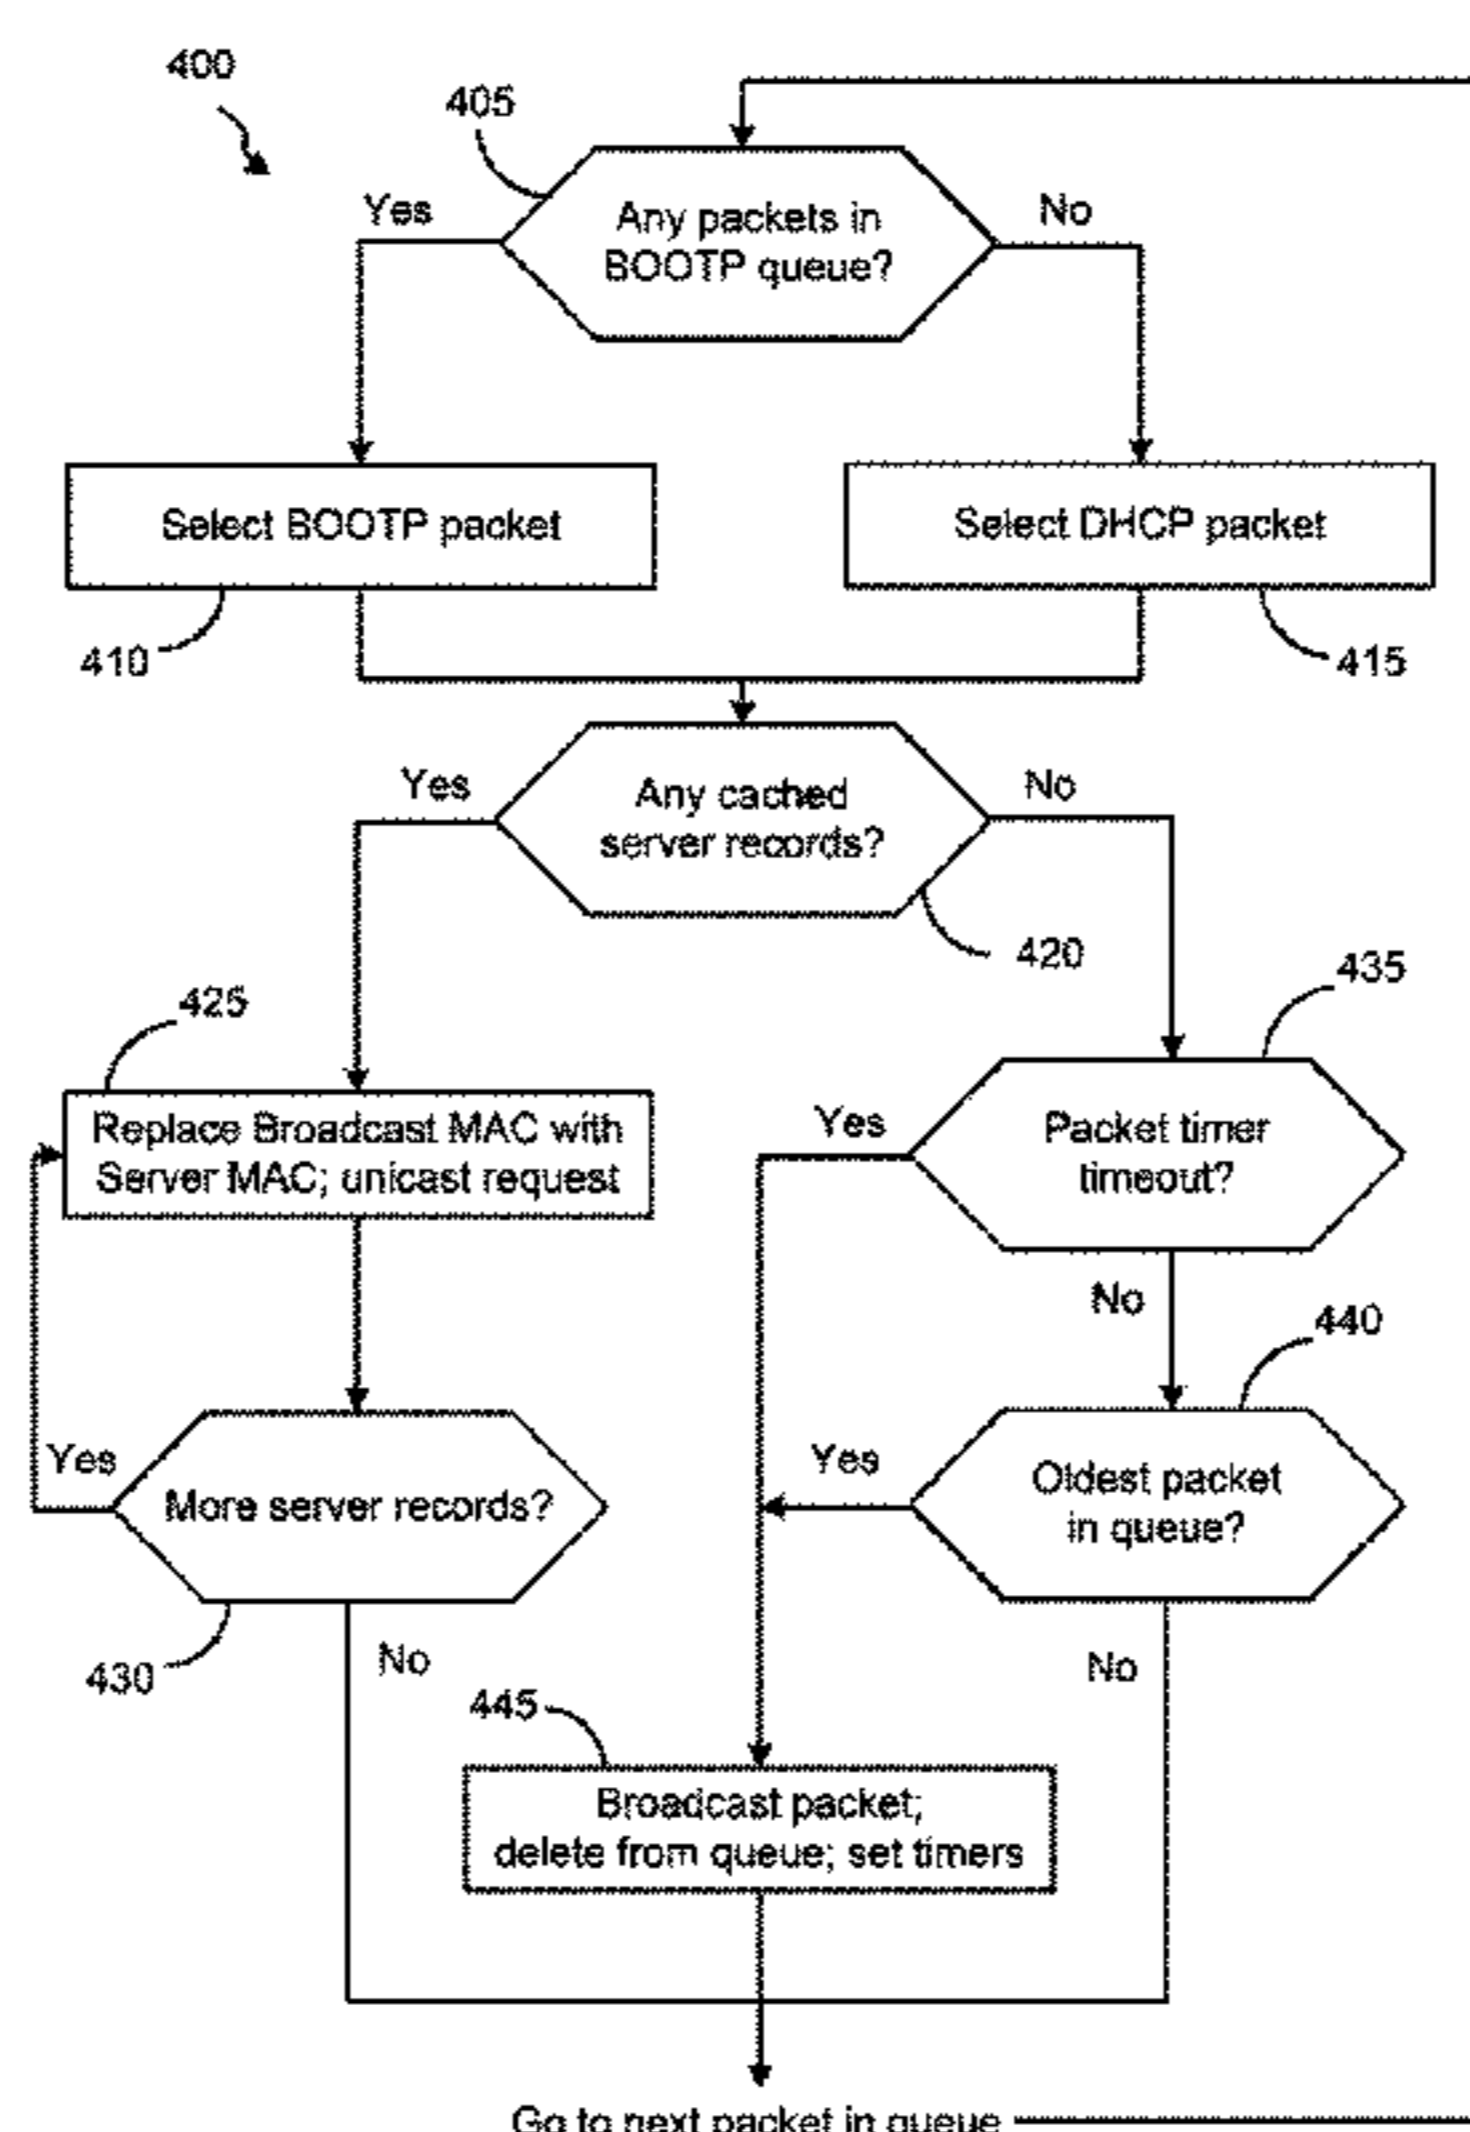 400
405
Yes
No
Any packets in
BOOTP queue?
Select BOOTP packet
Select DHCP packet
410
415
Yes
No
Any cached
server records?
420
435
425
Replace Broadcast MAC with
Server MAC; unicast request
Yes
Packet timer
timeout?
No
440
Yes
More server records?
Yes
Oldest packet
in queue?
430
No
No
445
Broadcast packet;
delete from queue; set timers
Go to next packet in queue